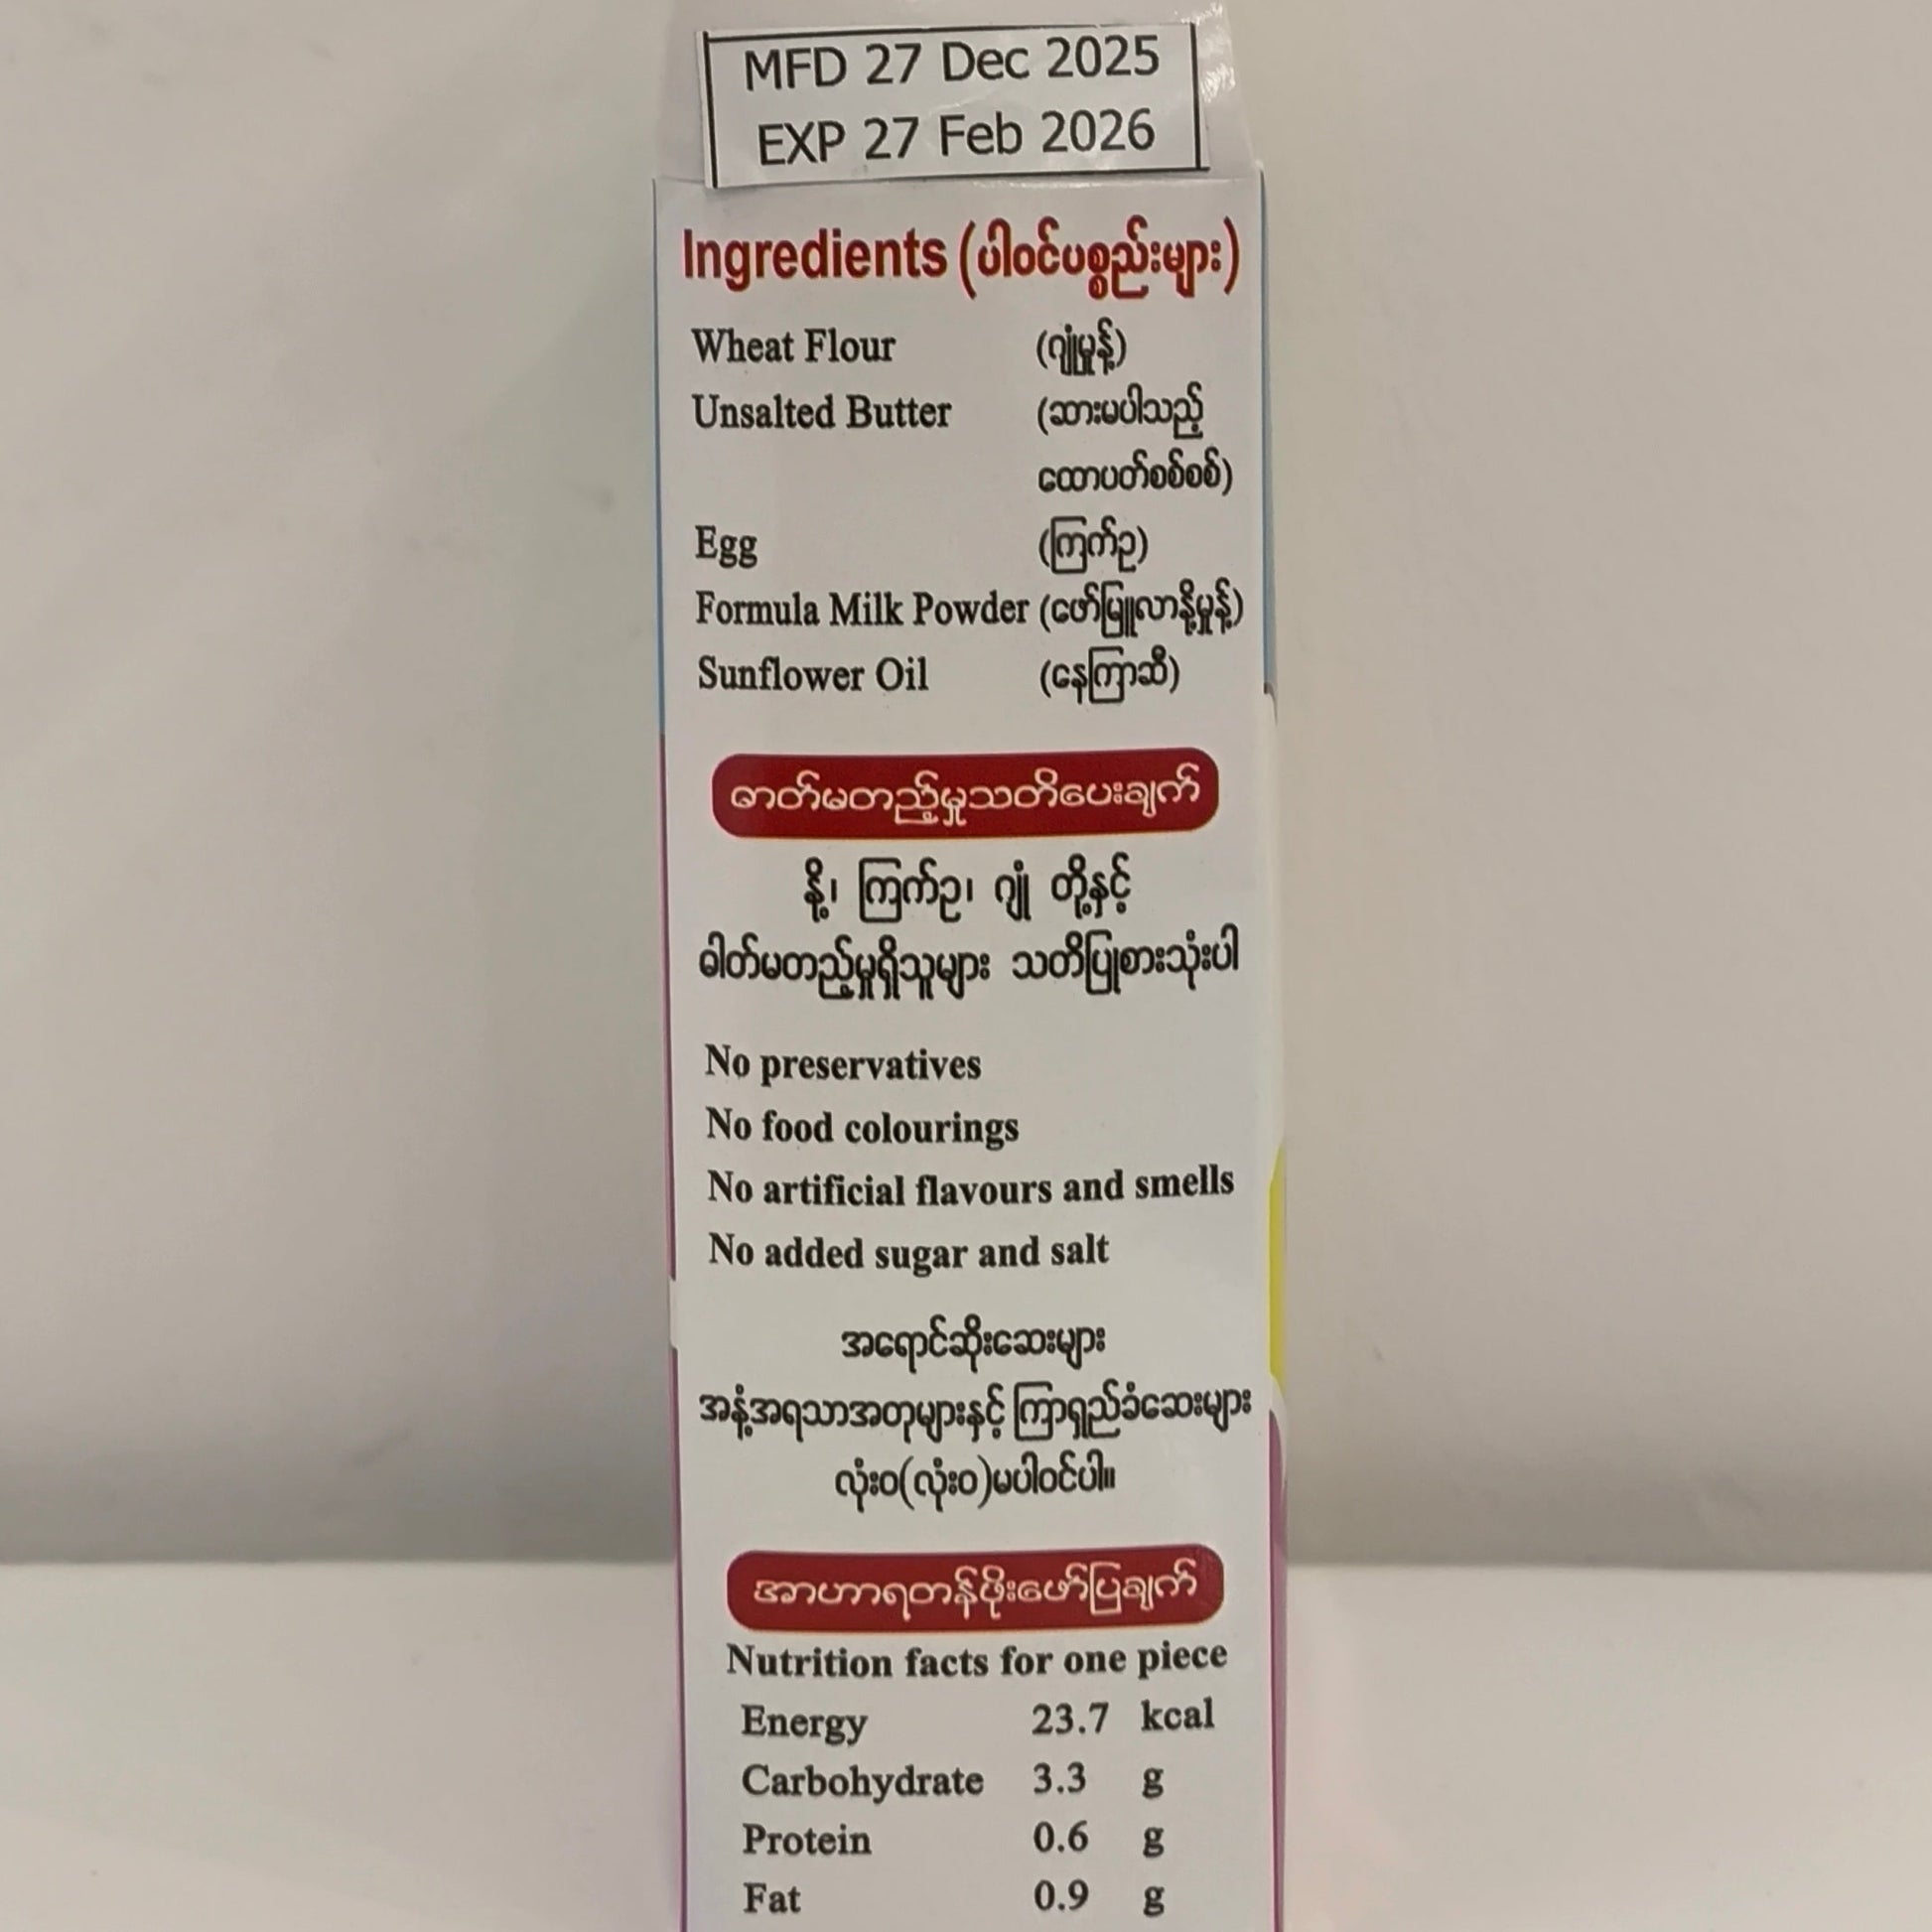 MFD 27 Dec 2025
EXP 27 Feb 2026
Ingredients (ပါဝင်ပစ္စည်းများ)
Wheat Flour (ဂျုံမှုန့်)
Unsalted Butter (ဆားမပါသည့်
ထောပတ်စစ်စစ်)
Egg (ကြက်ဥ)
Formula Milk Powder (ဖော်မြူလာနို့မှုန့်)
Sunflower Oil (နေကြာဆီ)
ဓာတ်မတည့်မှုသတိပေးချက်
နို့၊ ကြက်ဥ၊ ဂျုံ တို့နှင့်
ဓါတ်မတည့်မှုရှိသူများ သတိပြုစားသုံးပါ
No preservatives
No food colourings
No artificial flavours and smells
No added sugar and salt
အရောင်ဆိုးဆေးများ
အနံ့အရသာအတုများနှင့် ကြာရှည်ခံဆေးများ
လုံးဝ(လုံးဝ)မပါဝင်ပါ။
အာဟာရတန်ဖိုးဖော်ပြချက်
Nutrition facts for one piece
Energy 23.7 kcal
Carbohydrate 3.3 g
Protein 0.6 g
Fat 0.9 g